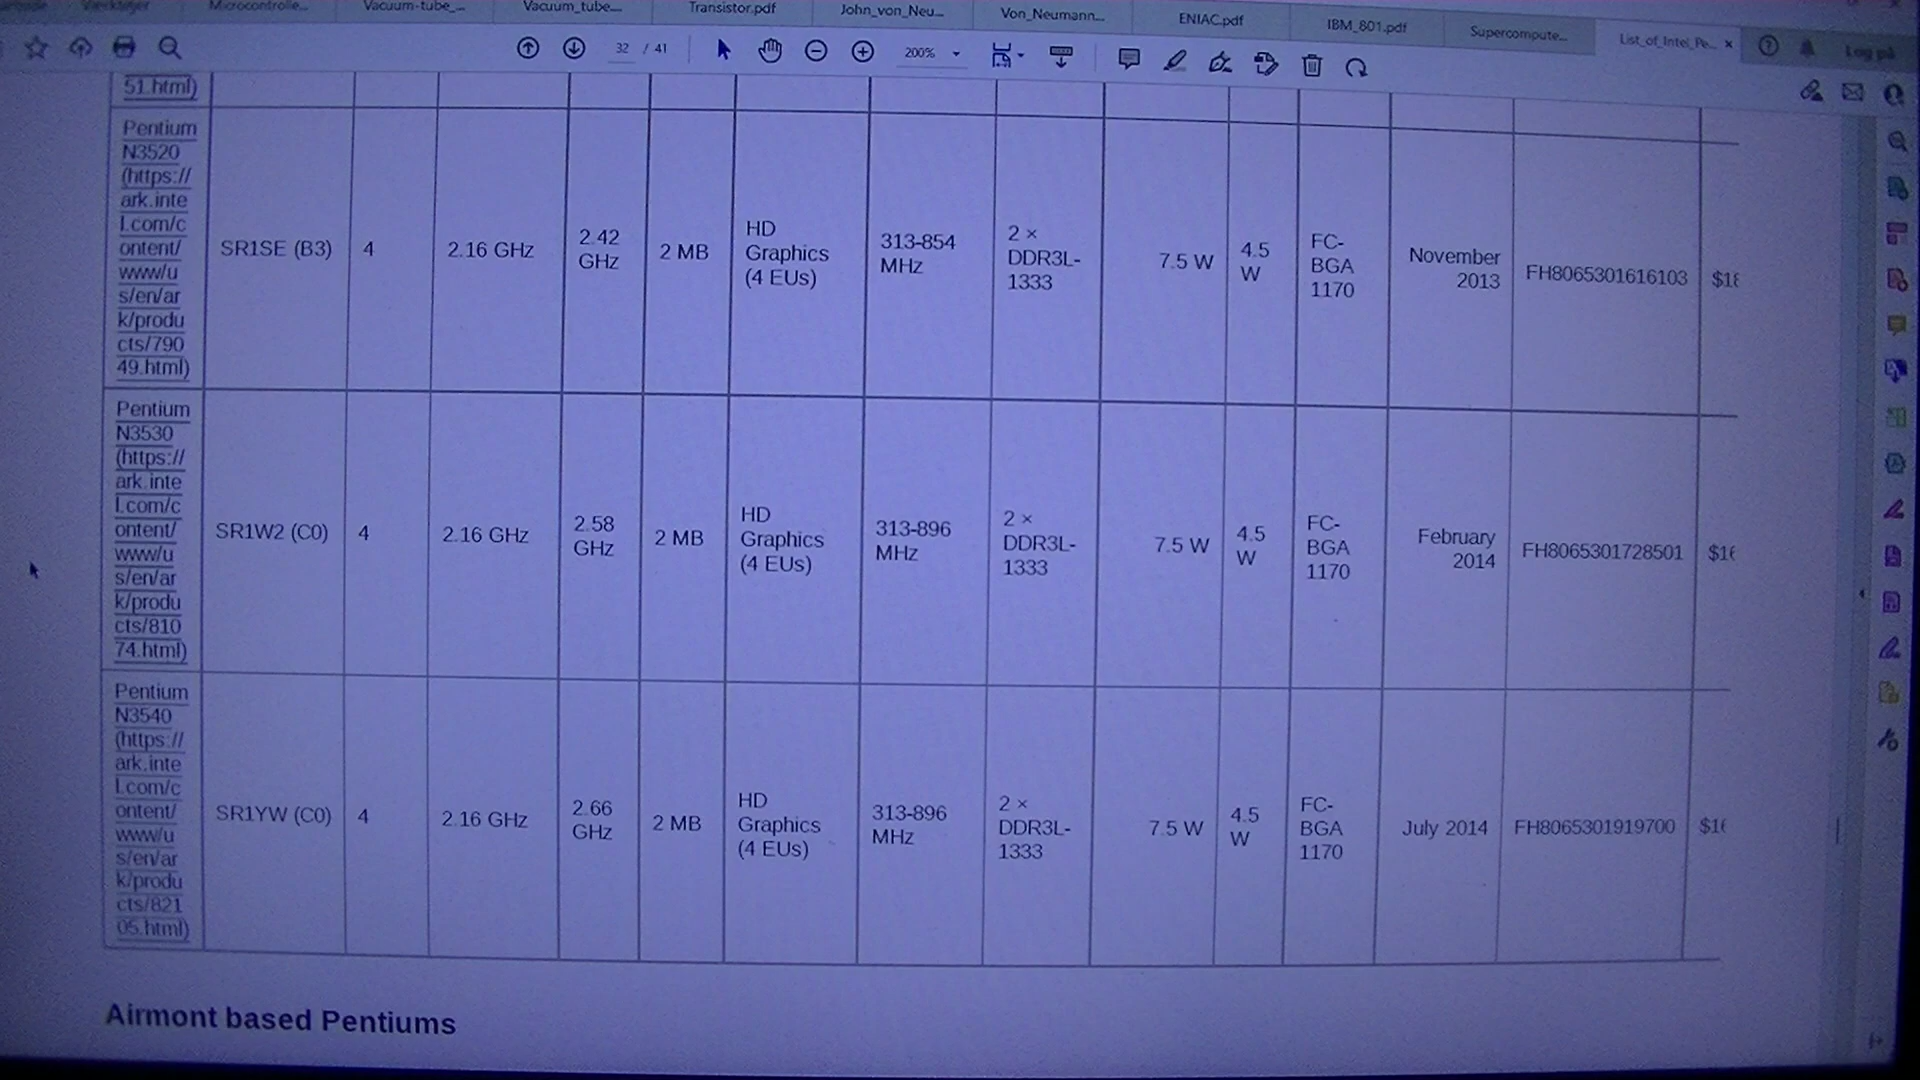 Microcontrolle...
Vacuum-tube_...
Vacuum_tube...
Transistor.pdf
John_von_Neu...
Von_Neumann...
ENIAC.pdf
IBM_801.pdf
Supercompute...
List_of_Intel_Pe...
Log på
32 / 41
200%
51.html)
Pentium
N3520
(https://
ark.inte
l.com/c
ontent/
www/u
s/en/ar
k/produ
cts/790
49.html)
SR1SE (B3)
4
2.16 GHz
2.42
GHz
2 MB
HD
Graphics
(4 EUs)
313-854
MHz
2 ×
DDR3L-
1333
7.5 W
4.5
W
FC-
BGA
1170
November
2013
FH8065301616103
Pentium
N3530
(https://
ark.inte
l.com/c
ontent/
www/u
s/en/ar
k/produ
cts/810
74.html)
SR1W2 (C0)
4
2.16 GHz
2.58
GHz
2 MB
HD
Graphics
(4 EUs)
313-896
MHz
2 ×
DDR3L-
1333
7.5 W
4.5
W
FC-
BGA
1170
February
2014
FH8065301728501
Pentium
N3540
(https://
ark.inte
l.com/c
ontent/
www/u
s/en/ar
k/produ
cts/821
05.html)
SR1YW (C0)
4
2.16 GHz
2.66
GHz
2 MB
HD
Graphics
(4 EUs)
313-896
MHz
2 ×
DDR3L-
1333
7.5 W
4.5
W
FC-
BGA
1170
July 2014
FH8065301919700
Airmont based Pentiums